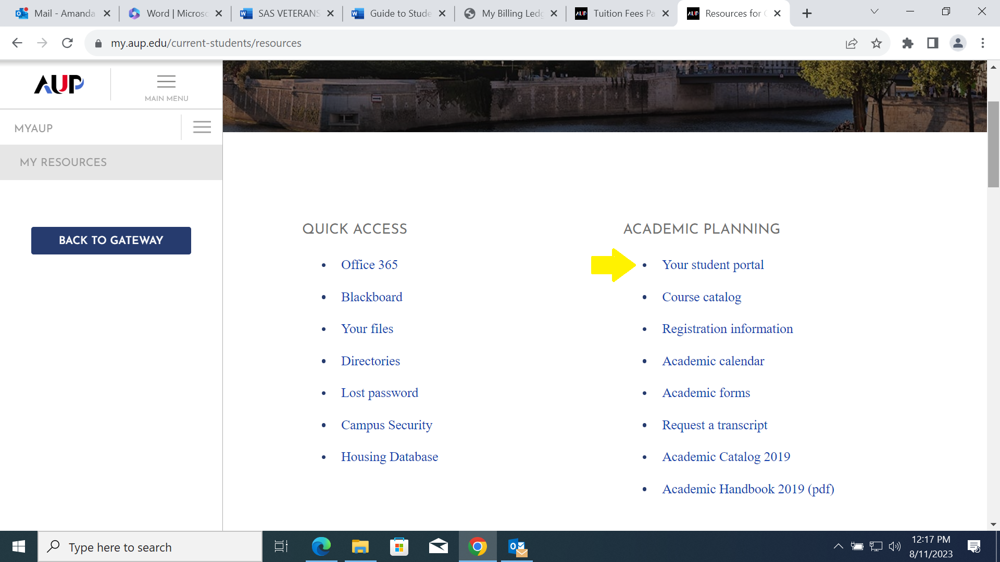 Mail - Amanda
Word | Microso
SAS VETERANS
Guide to Stude
My Billing Ledg
Tuition Fees Pa
Resources for C
my.aup.edu/current-students/resources
AUP
MAIN MENU
MYAUP
MY RESOURCES
BACK TO GATEWAY
QUICK ACCESS
• Office 365
• Blackboard
• Your files
• Directories
• Lost password
• Campus Security
• Housing Database
ACADEMIC PLANNING
• Your student portal
• Course catalog
• Registration information
• Academic calendar
• Academic forms
• Request a transcript
• Academic Catalog 2019
• Academic Handbook 2019 (pdf)
Type here to search
12:17 PM
8/11/2023